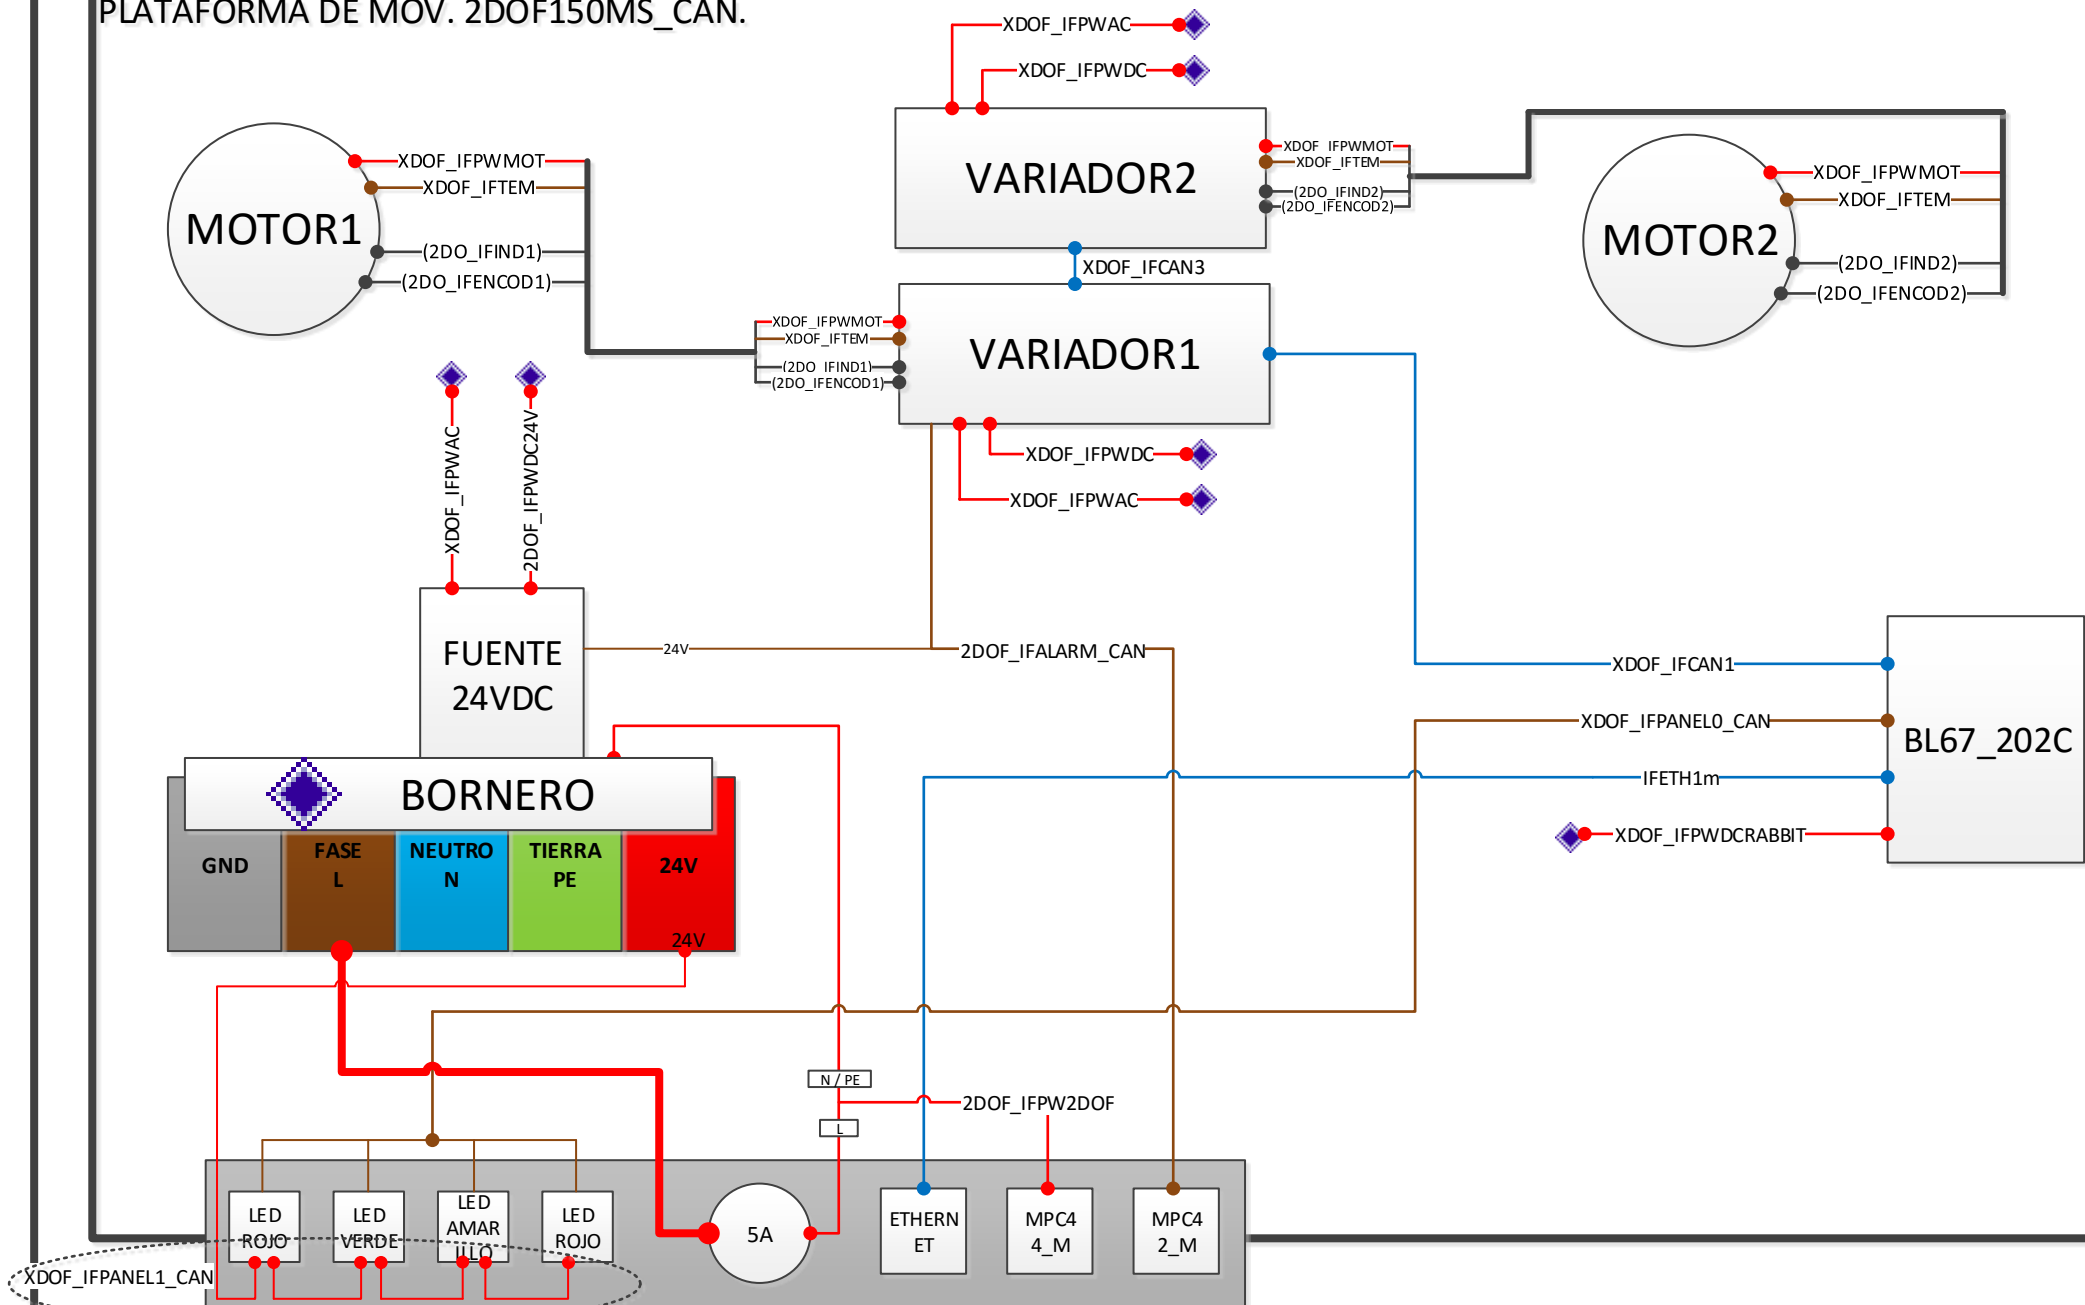 PLATAFORMA DE MOV. 2DOF150MS_CAN.
XDOF_IFPWAC
XDOF_IFPWDC
MOTOR1
XDOF_IFPWMOT
XDOF_IFTEM
(2DO_IFIND1)
(2DO_IFENCOD1)
VARIADOR2
XDOF_IFPWMOT
XDOF_IFTEM
(2DO_IFIND2)
(2DO_IFENCOD2)
MOTOR2
XDOF_IFPWMOT
XDOF_IFTEM
(2DO_IFIND2)
(2DO_IFENCOD2)
XDOF_IFCAN3
XDOF_IFPWMOT
XDOF_IFTEM
(2DO_IFIND1)
(2DO_IFENCOD1)
VARIADOR1
XDOF_IFPWDC
XDOF_IFPWAC
XDOF_IFPWAC
2DOF_IFPWDC24V
FUENTE
24VDC
24V
2DOF_IFALARM_CAN
XDOF_IFCAN1
XDOF_IFPANEL0_CAN
IFETH1m
XDOF_IFPWDCRABBIT
BL67_202C
BORNERO
GND
FASE
L
NEUTRO
N
TIERRA
PE
24V
24V
N / PE
L
2DOF_IFPW2DOF
LED
ROJO
LED
VERDE
LED
AMAR
ILLO
LED
ROJO
5A
ETHERN
ET
MPC4
4_M
MPC4
2_M
XDOF_IFPANEL1_CAN